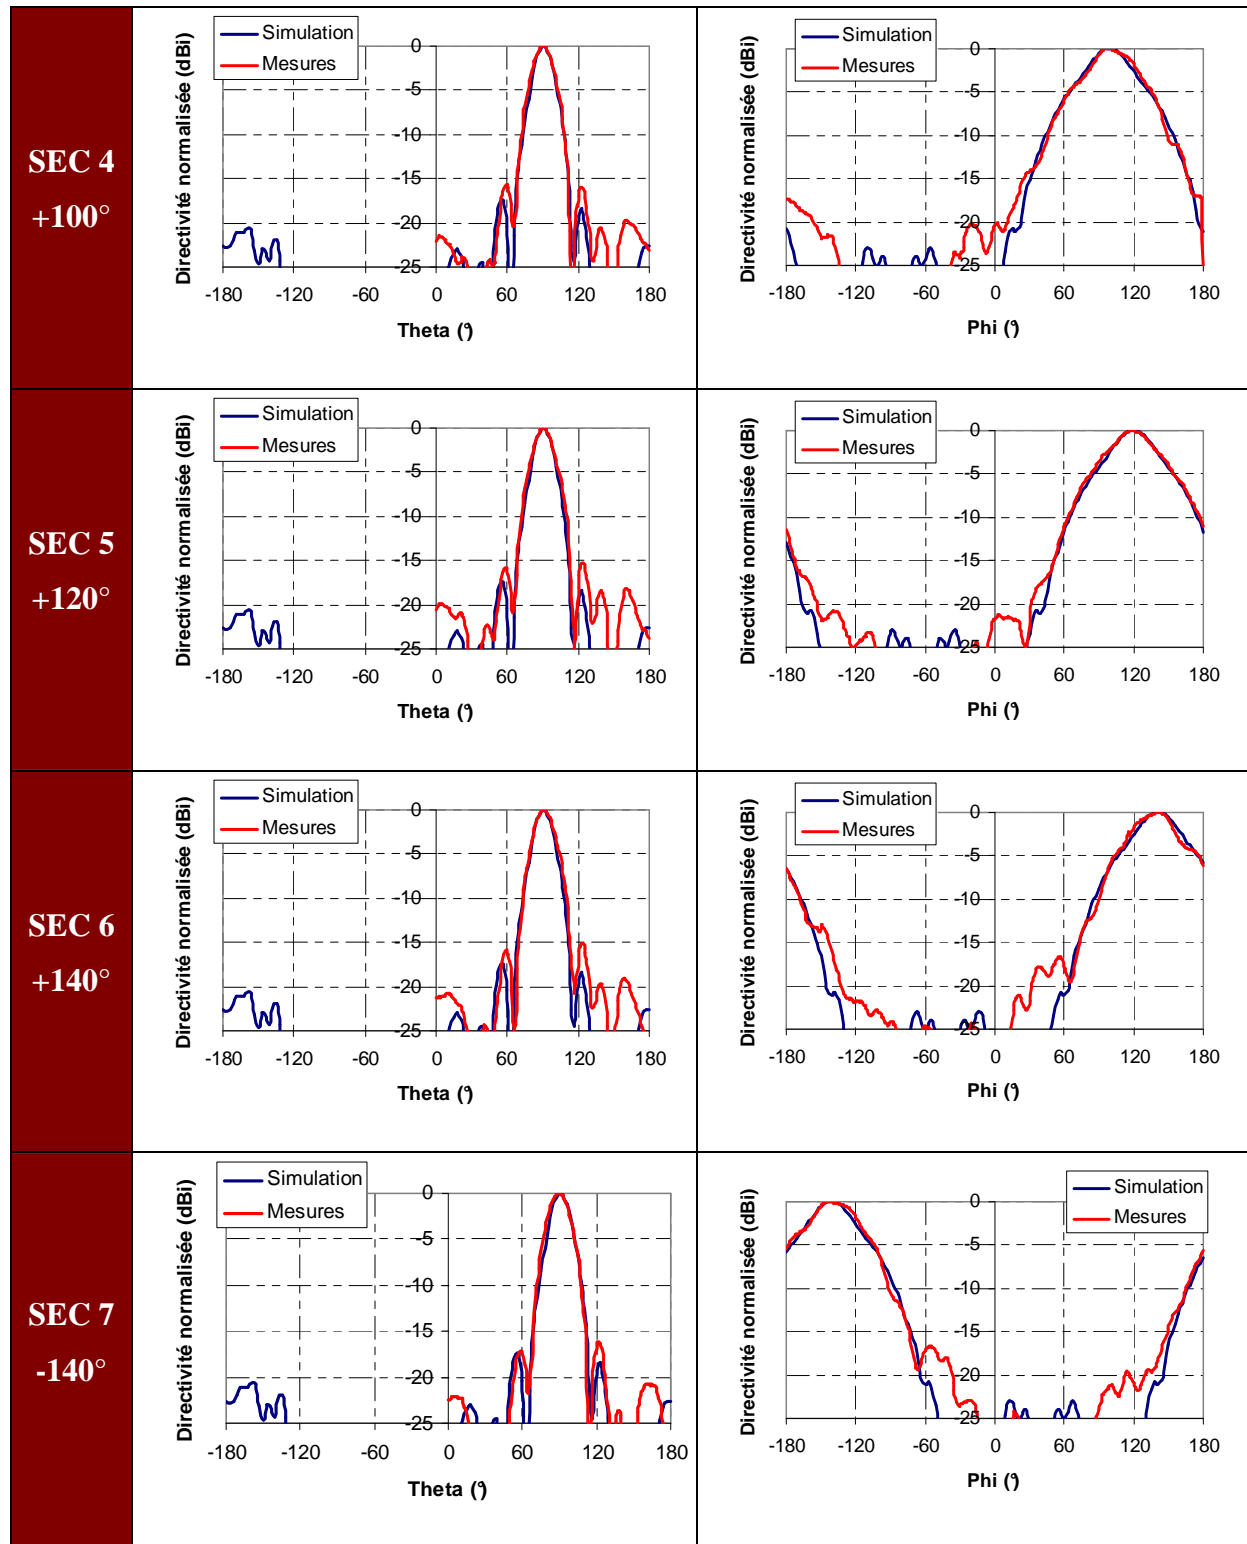 SEC 4
+100°
Simulation
Mesures
Directivité normalisée (dBi)
0
-5
-10
-15
-20
-25
-180 -120 -60 0 60 120 180
Theta (°)
Simulation
Mesures
Directivité normalisée (dBi)
0
-5
-10
-15
-20
-25
-180 -120 -60 0 60 120 180
Phi (°)
SEC 5
+120°
Simulation
Mesures
Directivité normalisée (dBi)
0
-5
-10
-15
-20
-25
-180 -120 -60 0 60 120 180
Theta (°)
Simulation
Mesures
Directivité normalisée (dBi)
0
-5
-10
-15
-20
-25
-180 -120 -60 0 60 120 180
Phi (°)
SEC 6
+140°
Simulation
Mesures
Directivité normalisée (dBi)
0
-5
-10
-15
-20
-25
-180 -120 -60 0 60 120 180
Theta (°)
Simulation
Mesures
Directivité normalisée (dBi)
0
-5
-10
-15
-20
-25
-180 -120 -60 0 60 120 180
Phi (°)
SEC 7
-140°
Simulation
Mesures
Directivité normalisée (dBi)
0
-5
-10
-15
-20
-25
-180 -120 -60 0 60 120 180
Theta (°)
Simulation
Mesures
Directivité normalisée (dBi)
0
-5
-10
-15
-20
-25
-180 -120 -60 0 60 120 180
Phi (°)